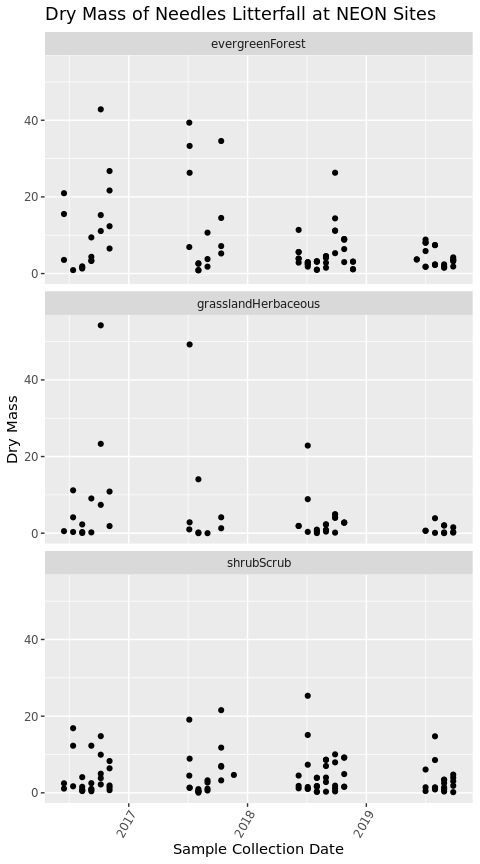 Dry Mass of Needles Litterfall at NEON Sites
evergreenForest
40
20
0
grasslandHerbaceous
40
20
0
Dry Mass
shrubScrub
40
20
0
2017
2018
2019
Sample Collection Date